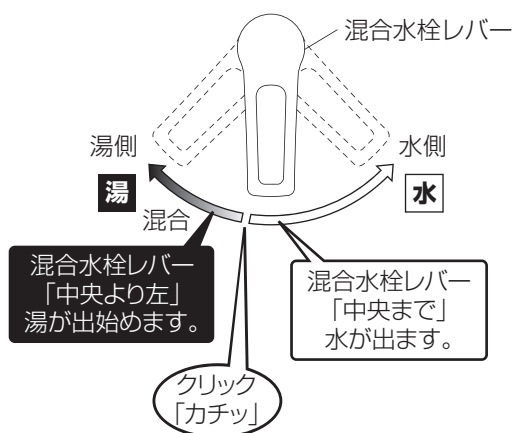 混合水栓レバー
湯側
水側
湯
水
混合
混合水栓レバー
「中央より左」
湯が出始めます。
混合水栓レバー
「中央まで」
水が出ます。
クリック
「カチッ」